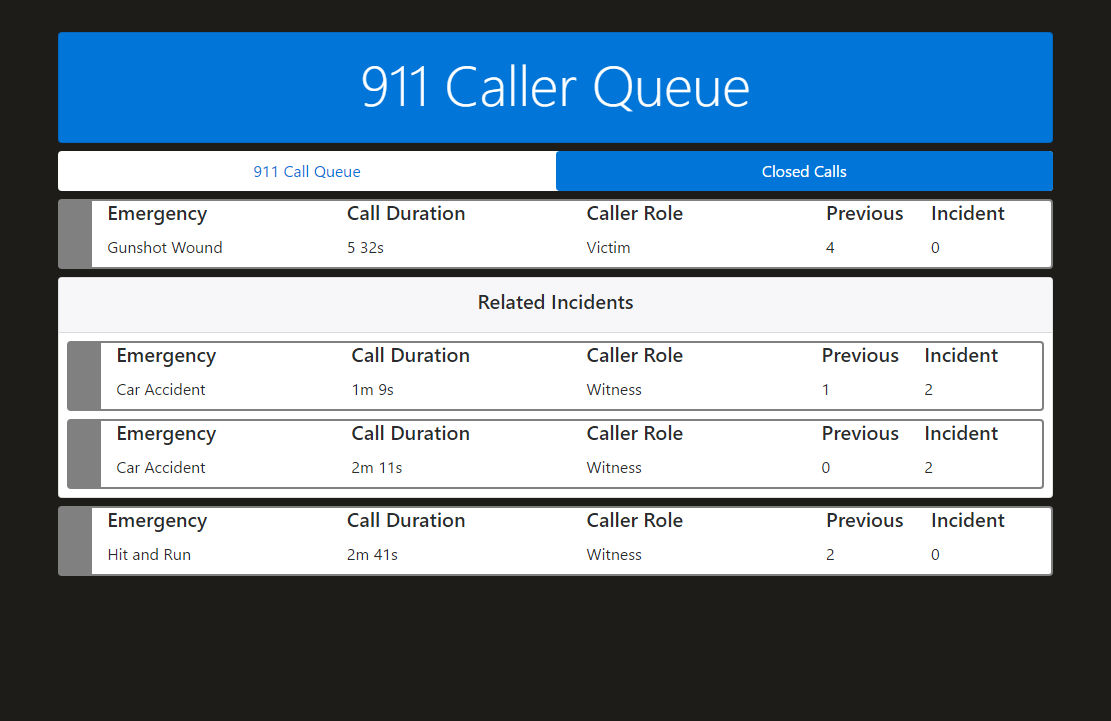 911 Caller Queue
911 Call Queue Closed Calls
Emergency Call Duration Caller Role Previous Incident
Gunshot Wound 5 32s Victim 4 0
Related Incidents
Emergency Call Duration Caller Role Previous Incident
Car Accident 1m 9s Witness 1 2
Emergency Call Duration Caller Role Previous Incident
Car Accident 2m 11s Witness 0 2
Emergency Call Duration Caller Role Previous Incident
Hit and Run 2m 41s Witness 2 0